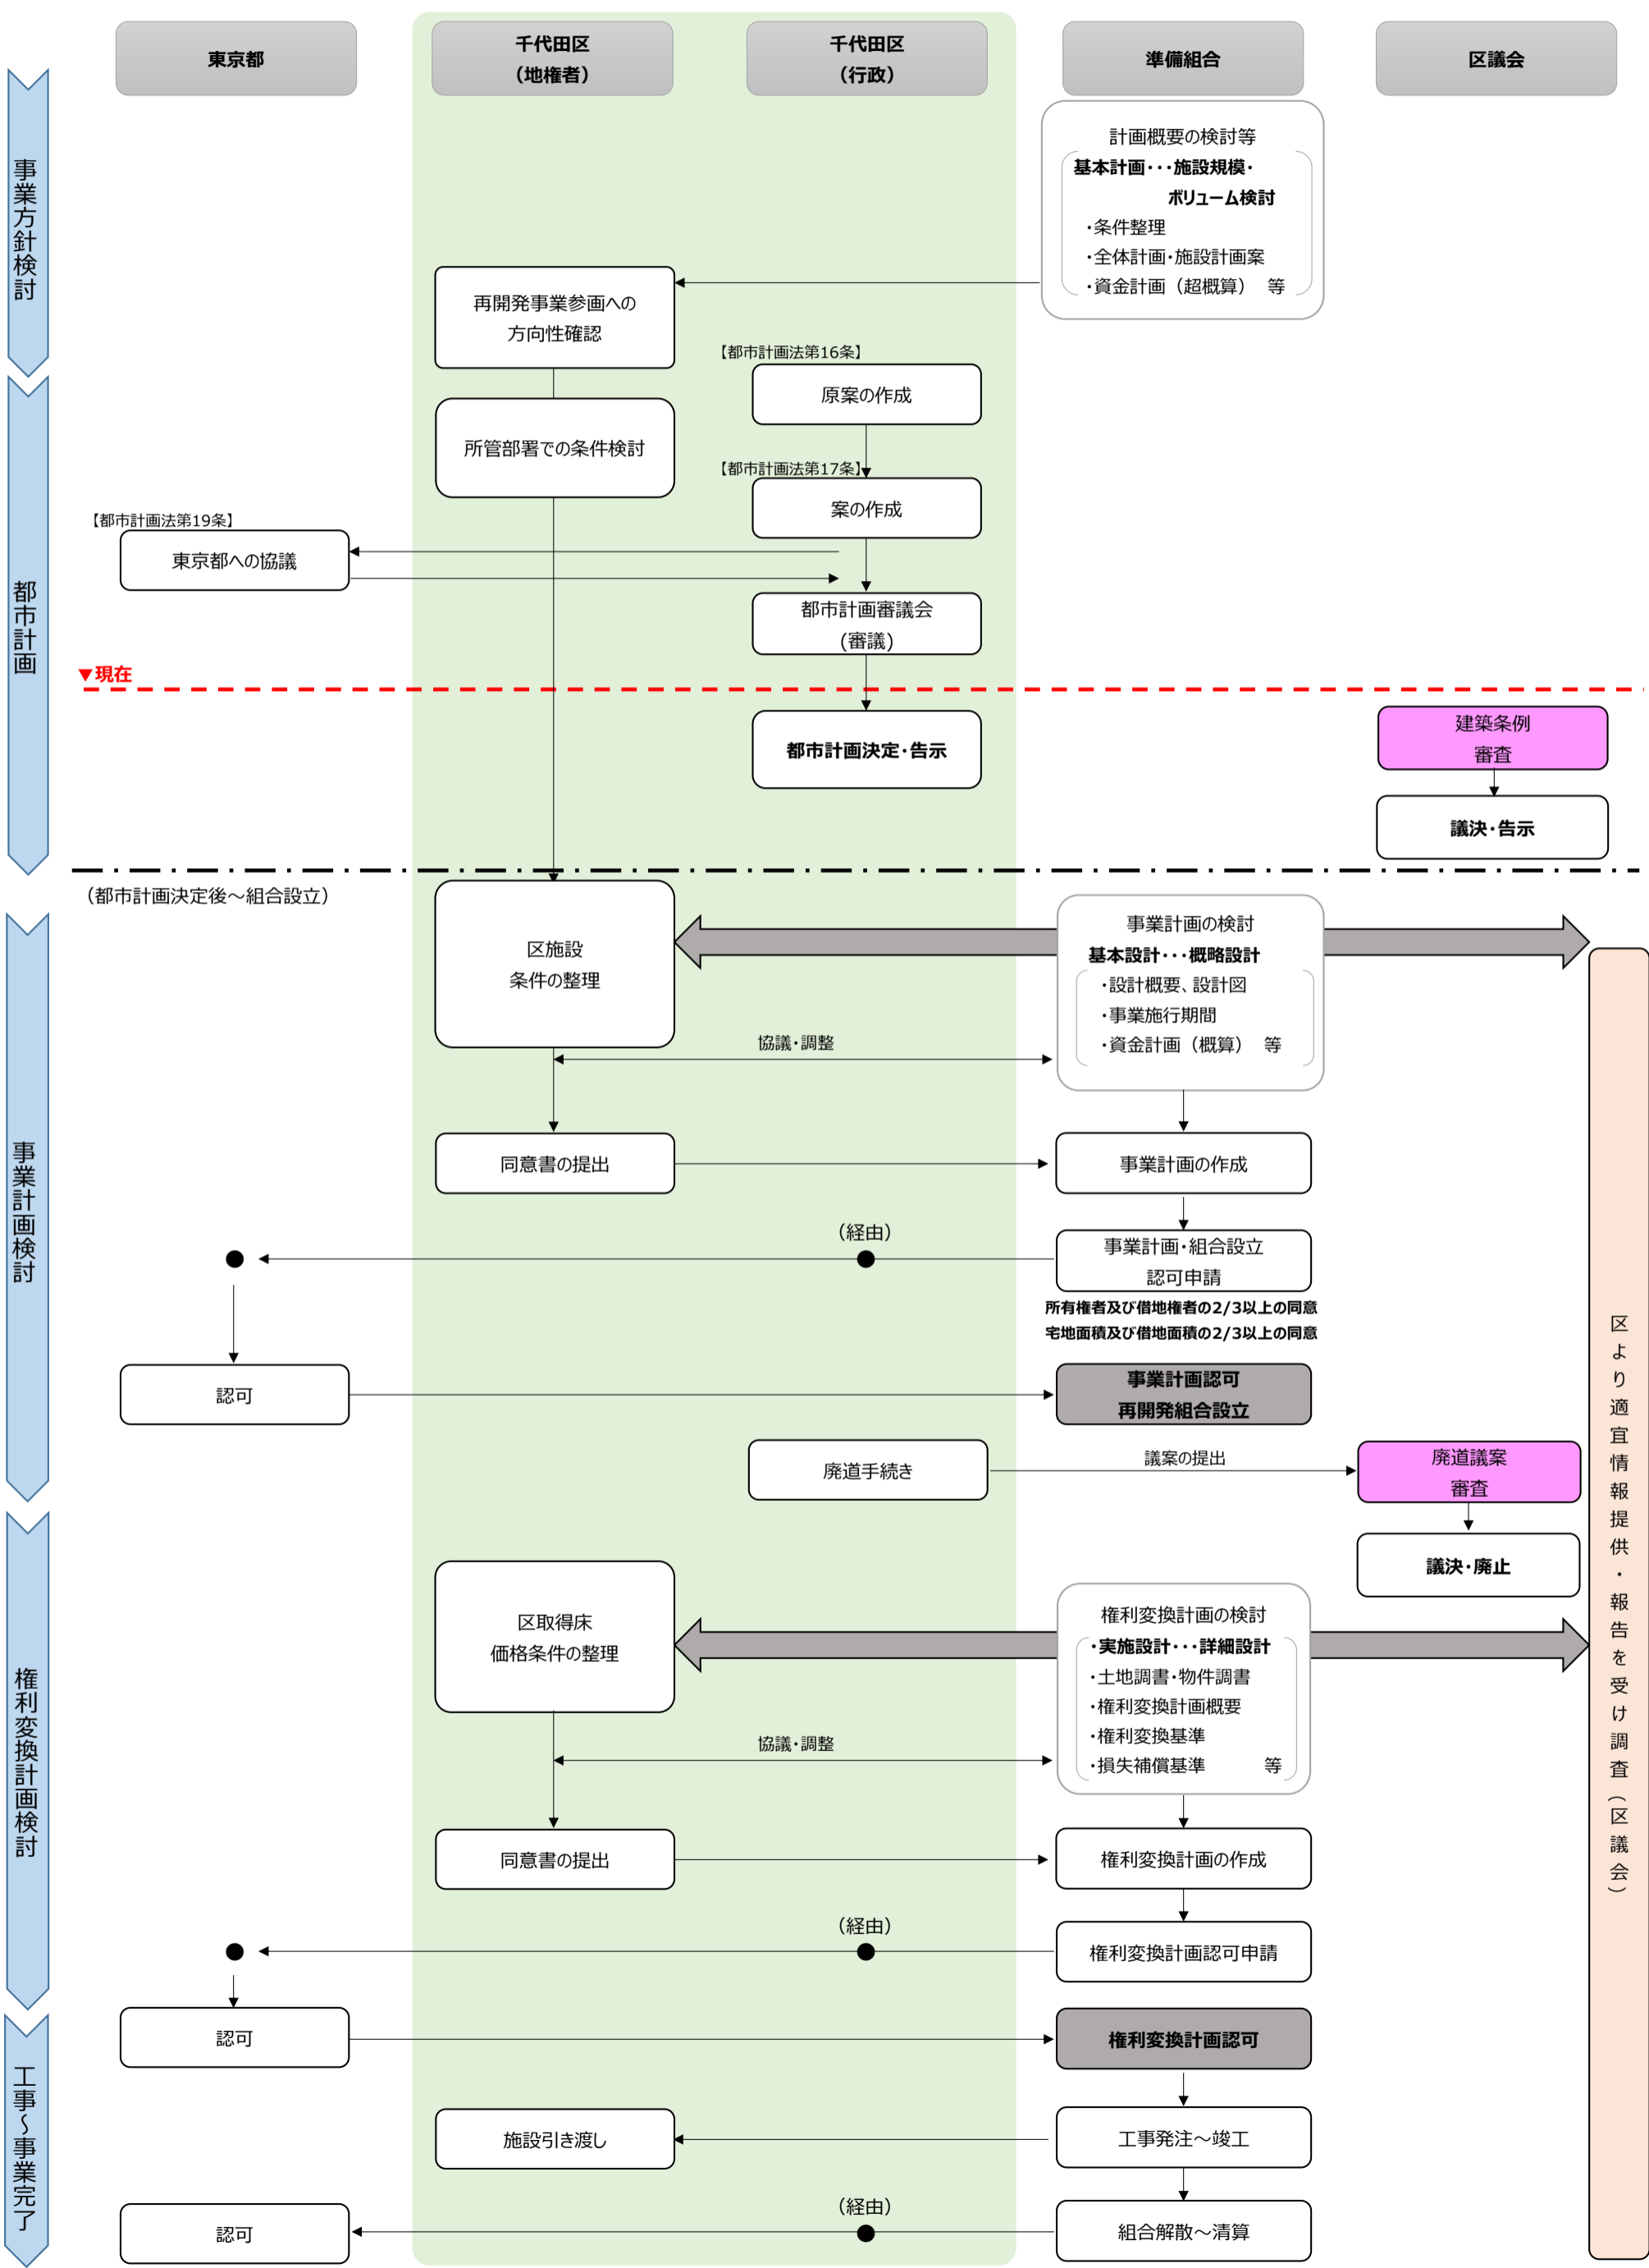 東京都
千代田区
（地権者）
千代田区
（行政）
準備組合
区議会
事業方針検討
計画概要の検討等
基本計画･･･施設規模・
ボリューム検討
・条件整理
・全体計画・施設計画案
・資金計画（超概算）　等
再開発事業参画への
方向性確認
都市計画
【都市計画法第16条】
原案の作成
所管部署での条件検討
【都市計画法第17条】
案の作成
【都市計画法第19条】
東京都への協議
都市計画審議会
(審議)
▼現在
都市計画決定・告示
建築条例
審査
議決・告示
（都市計画決定後～組合設立）
事業計画検討
区施設
条件の整理
事業計画の検討
基本設計･･･概略設計
・設計概要、設計図
・事業施行期間
・資金計画（概算）　等
協議・調整
同意書の提出
事業計画の作成
（経由）
事業計画・組合設立
認可申請
所有権者及び借地権者の2/3以上の同意
宅地面積及び借地面積の2/3以上の同意
認可
事業計画認可
再開発組合設立
廃道手続き
議案の提出
廃道議案
審査
議決・廃止
区より適宜情報提供・報告を受け調査（区議会）
権利変換計画検討
区取得床
価格条件の整理
権利変換計画の検討
・実施設計･･･詳細設計
・土地調書・物件調書
・権利変換計画概要
・権利変換基準
・損失補償基準　　　等
協議・調整
同意書の提出
権利変換計画の作成
（経由）
権利変換計画認可申請
認可
権利変換計画認可
工事～事業完了
施設引き渡し
工事発注～竣工
（経由）
認可
組合解散～清算